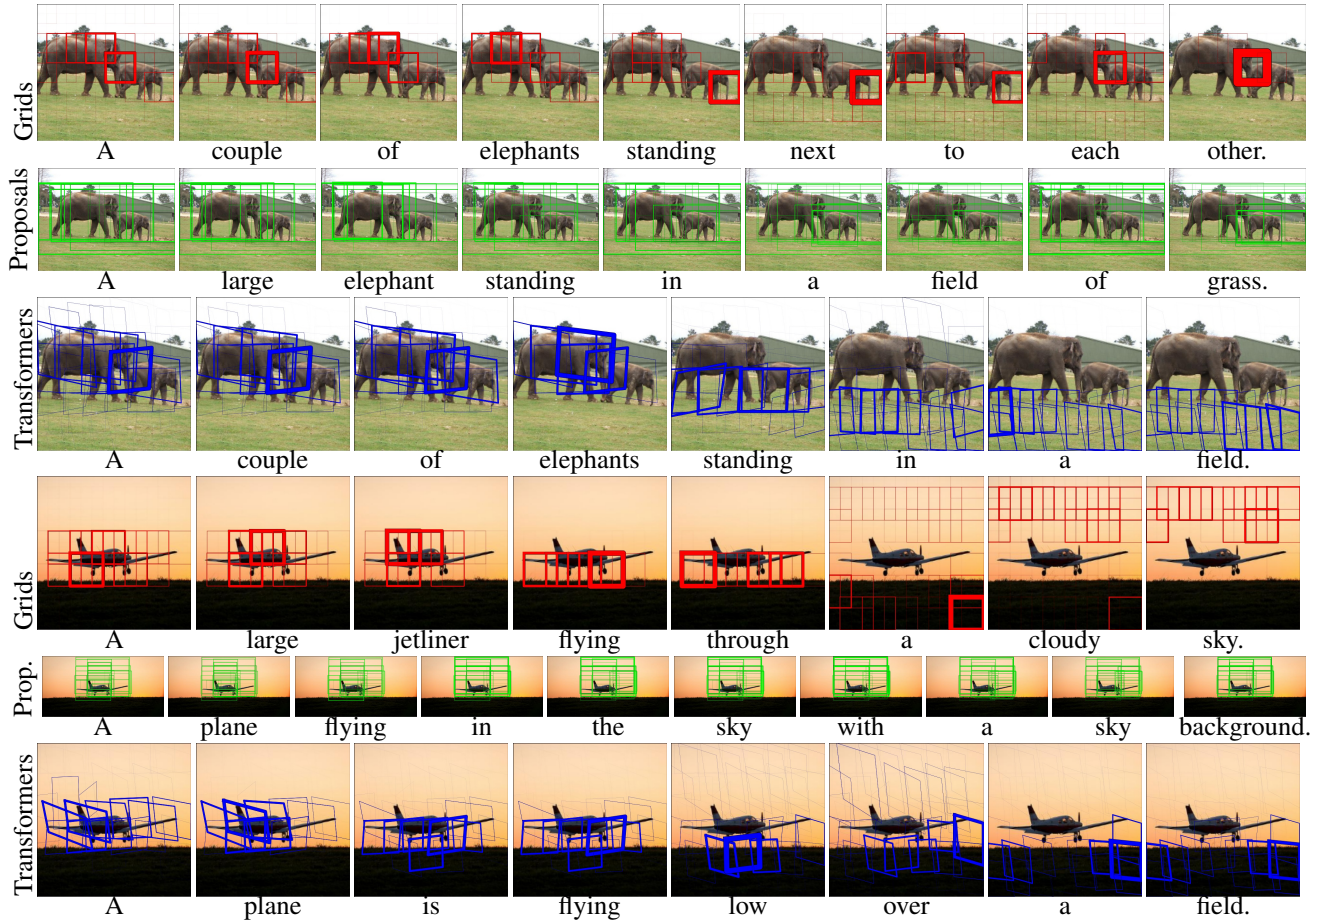 Grids
A couple of elephants standing next to each other.
Proposals
A large elephant standing in a field of grass.
Transformers
A couple of elephants standing in a field.
Grids
A large jetliner flying through a cloudy sky.
Prop.
A plane flying in the sky with a sky background.
Transformers
A plane is flying low over a field.